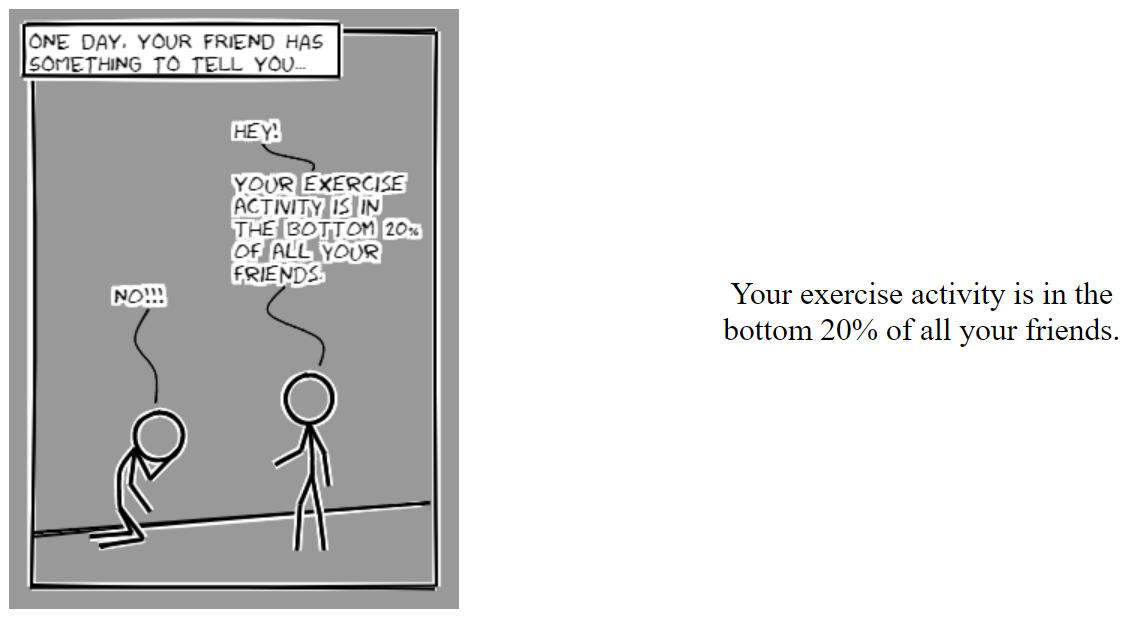 ONE DAY, YOUR FRIEND HAS
SOMETHING TO TELL YOU...
HEY!
YOUR EXERCISE
ACTIVITY IS IN
THE BOTTOM 20%
OF ALL YOUR
FRIENDS.
NO!!!
Your exercise activity is in the
bottom 20% of all your friends.